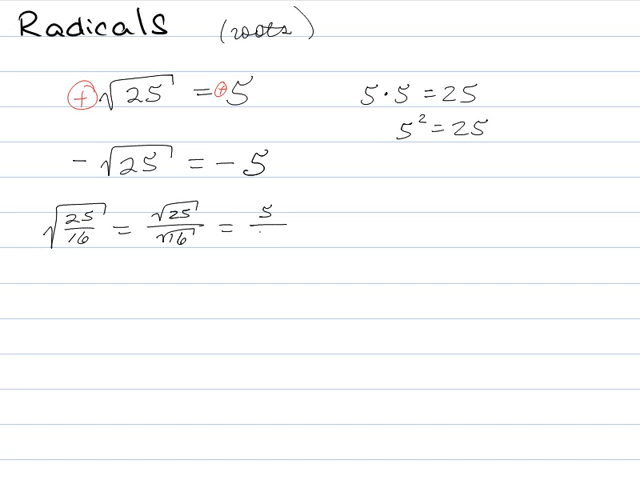 Radicals (roots)
+√25 = +5    5 · 5 = 25
5² = 25
-√25 = -5
√(25/16) = √25/√16 = 5/